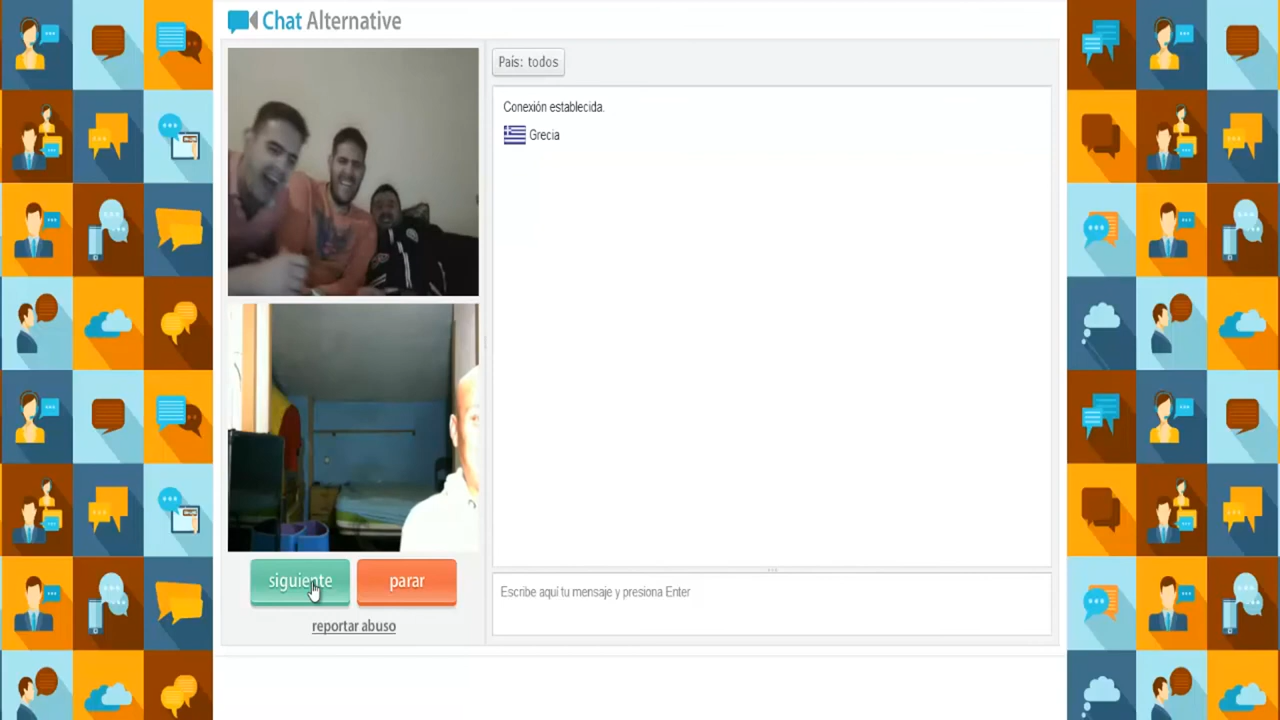 Chat Alternative
País: todos
Conexión establecida.
Grecia
siguiente
parar
reportar abuso
Escribe aquí tu mensaje y presiona Enter